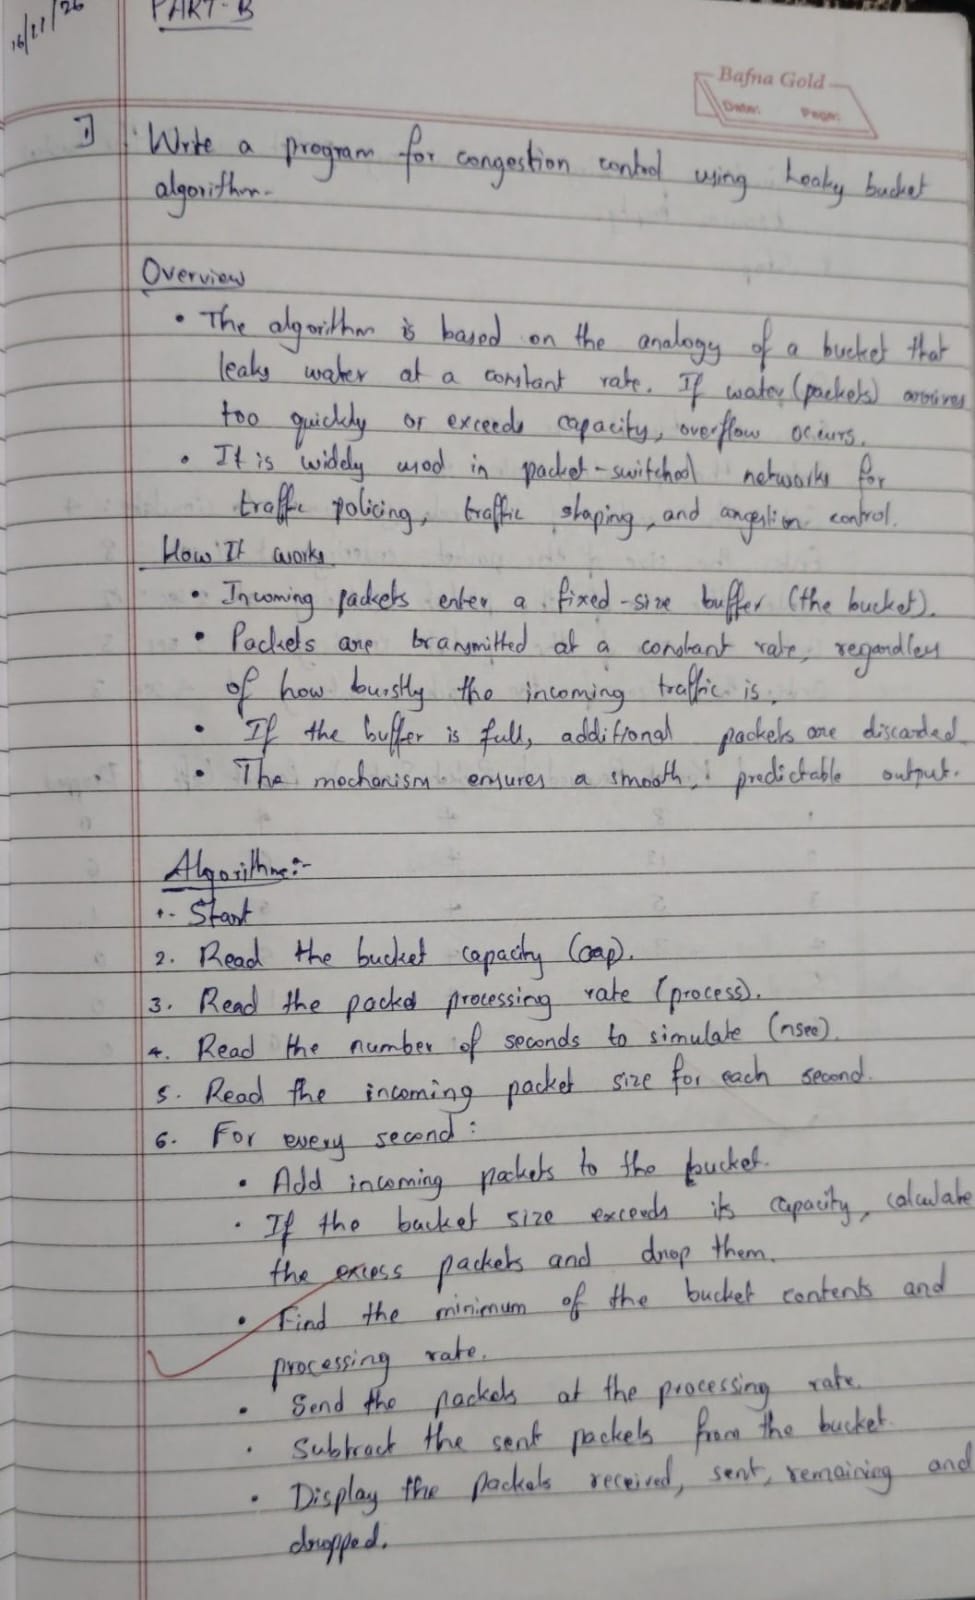 16/11/26
PART-B
Bafna Gold
Date: Page:
1] Write a program for congestion control using Leaky bucket
algorithm.
Overview
• The algorithm is based on the analogy of a bucket that
leaks water at a constant rate. If water (packets) arrives
too quickly or exceeds capacity, overflow occurs.
• It is widely used in packet-switched networks for
traffic policing, traffic shaping, and congestion control.
How It works
• Incoming packets enter a fixed-size buffer (the bucket).
• Packets are transmitted at a constant rate, regardless
of how burstly the incoming traffic is.
• If the buffer is full, additional packets are discarded
• The mechanism ensures a smooth, predictable output.
Algorithm:-
1. Start
2. Read the bucket capacity (cap).
3. Read the packet processing rate (process).
4. Read the number of seconds to simulate (nsec).
5. Read the incoming packet size for each second.
6. For every second:
• Add incoming packets to the bucket.
• If the bucket size exceeds its capacity, calculate
the excess packets and drop them.
• Find the minimum of the bucket contents and
processing rate.
• Send the packets at the processing rate.
• Subtract the sent packets from the bucket.
• Display the packets received, sent, remaining and
dropped.